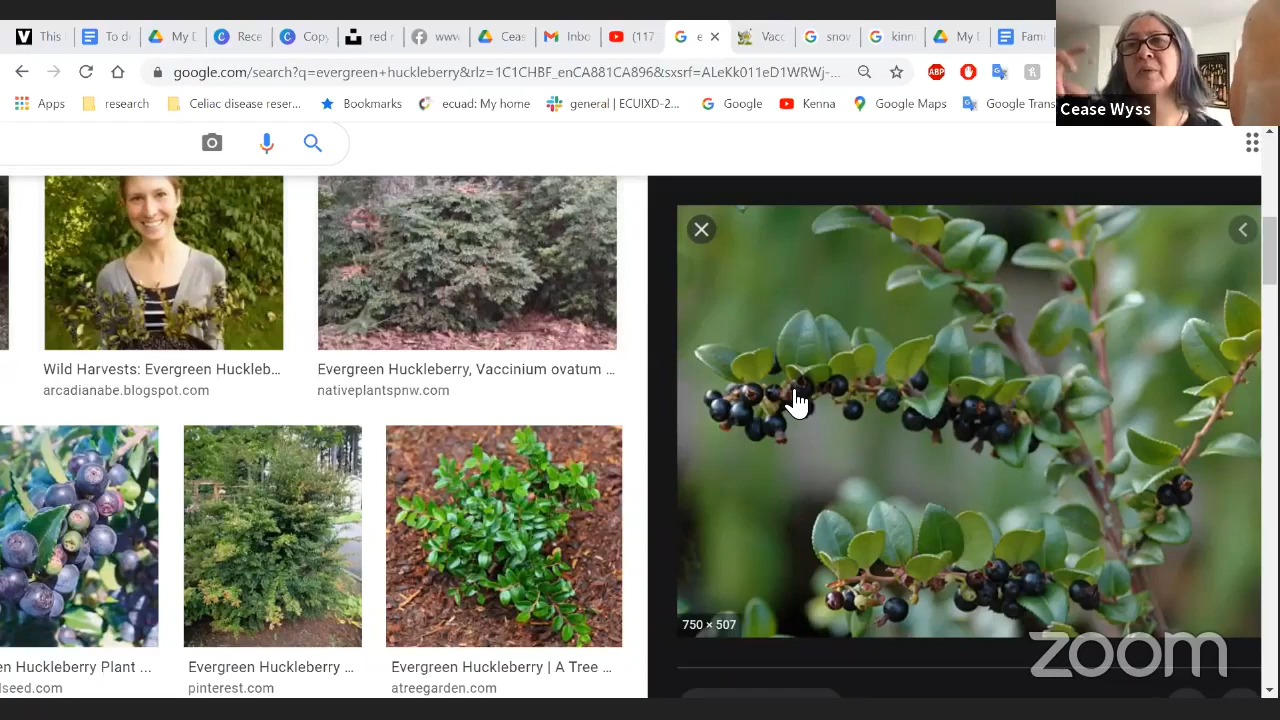 This
To d
My D
Rece
Copy
red r
www
Ceas
Inbo
(117
e
Vacc
snov
kinn
My D
Fami
google.com/search?q=evergreen+huckleberry&rlz=1C1CHBF_enCA881CA896&sxsrf=ALeKk011eD1WRWj-...
ABP
Apps
research
Celiac disease reser...
Bookmarks
ecuad: My home
general | ECUIXD-2...
Google
Kenna
Google Maps
Google Trans
Cease Wyss
Wild Harvests: Evergreen Huckleb...
arcadianabe.blogspot.com
Evergreen Huckleberry, Vaccinium ovatum ...
nativeplantspnw.com
en Huckleberry Plant ...
lseed.com
Evergreen Huckleberry ...
pinterest.com
Evergreen Huckleberry | A Tree ...
atreegarden.com
750 × 507
zoom